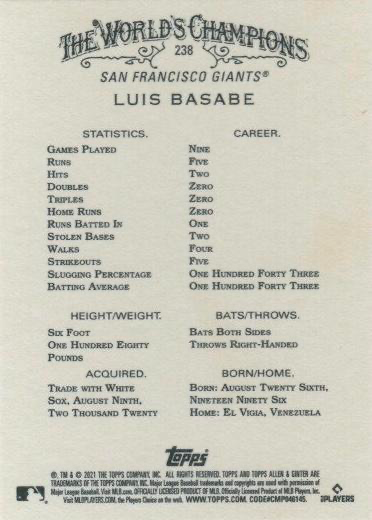 THE WORLD'S CHAMPIONS
238
SAN FRANCISCO GIANTS®
LUIS BASABE
STATISTICS. CAREER.
GAMES PLAYED NINE
RUNS FIVE
HITS TWO
DOUBLES ZERO
TRIPLES ZERO
HOME RUNS ZERO
RUNS BATTED IN ONE
STOLEN BASES TWO
WALKS FOUR
STRIKEOUTS FIVE
SLUGGING PERCENTAGE ONE HUNDRED FORTY THREE
BATTING AVERAGE ONE HUNDRED FORTY THREE
HEIGHT/WEIGHT. BATS/THROWS.
SIX FOOT BATS BOTH SIDES
ONE HUNDRED EIGHTY THROWS RIGHT-HANDED
POUNDS
ACQUIRED. BORN/HOME.
TRADE WITH WHITE BORN: AUGUST TWENTY SIXTH,
SOX, AUGUST NINTH, NINETEEN NINETY SIX
TWO THOUSAND TWENTY HOME: EL VIGIA, VENEZUELA
Topps
®, TM & © 2021 THE TOPPS COMPANY, INC. ALL RIGHTS RESERVED. TOPPS AND TOPPS ALLEN & GINTER ARE
TRADEMARKS OF THE TOPPS COMPANY, INC. Major League Baseball trademarks and copyrights are used with permission of
Major League Baseball. Visit MLB.com. OFFICIALLY LICENSED PRODUCT OF MLB Players, Inc.
Visit MLBPLAYERS.com, the Players Choice on the web. WWW.TOPPS.COM. CODE#CMP046145.
PLAYERS